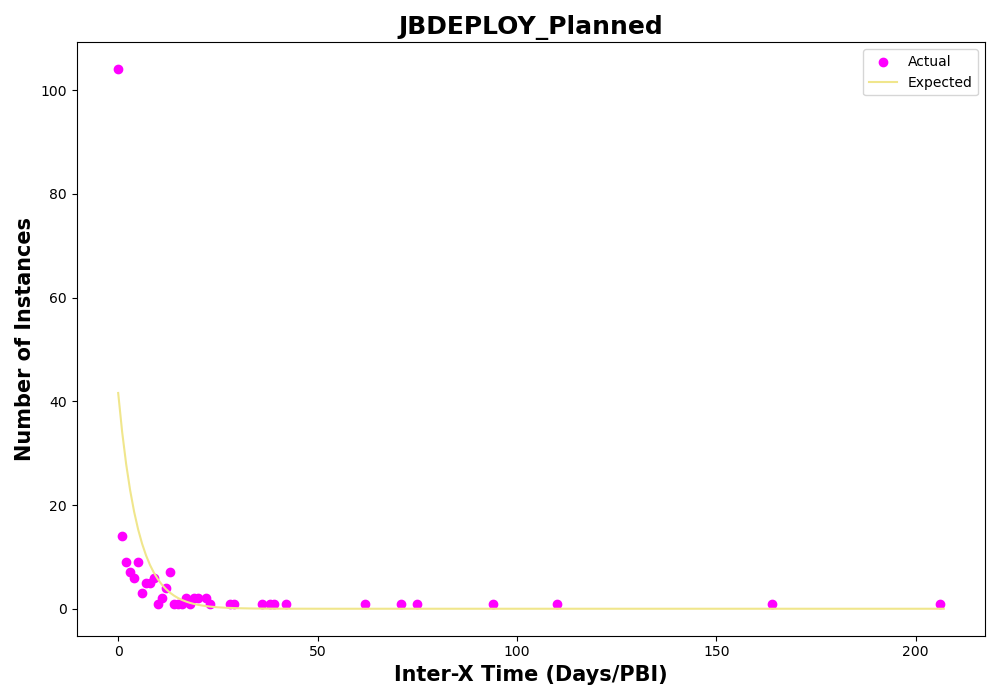 JBDEPLOY_Planned
Actual
Expected
100
80
60
40
20
0
Number of Instances
0
50
100
150
200
Inter-X Time (Days/PBI)